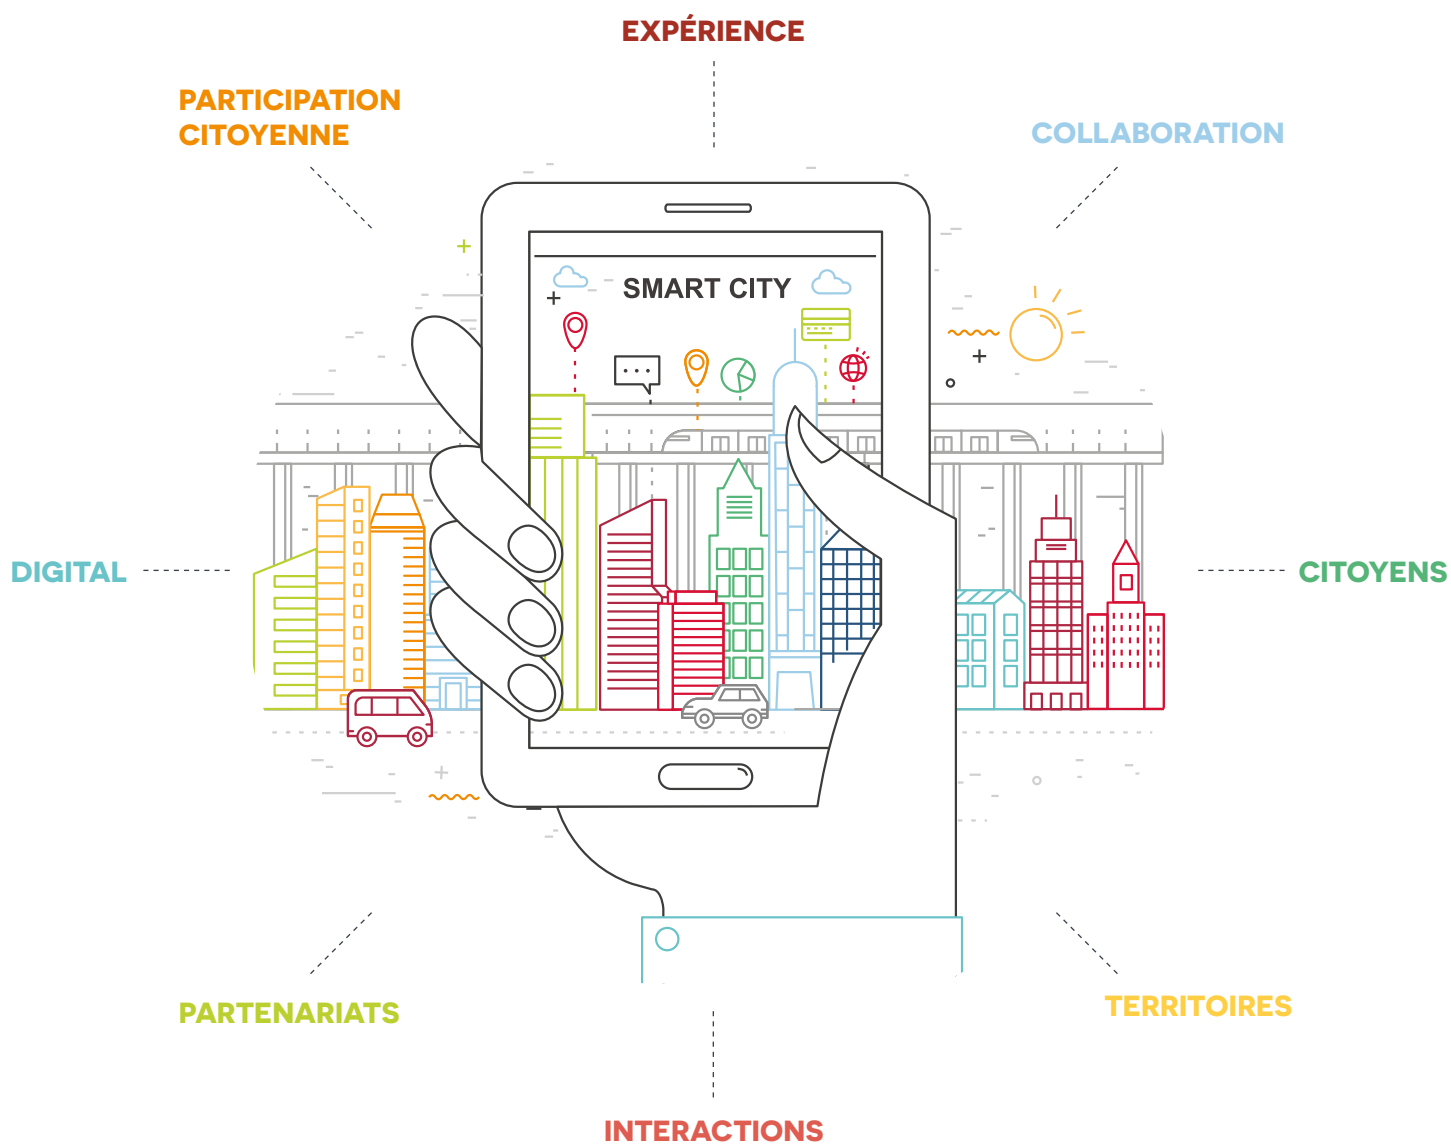 EXPÉRIENCE
PARTICIPATION
CITOYENNE
COLLABORATION
SMART CITY
DIGITAL
CITOYENS
PARTENARIATS
TERRITOIRES
INTERACTIONS